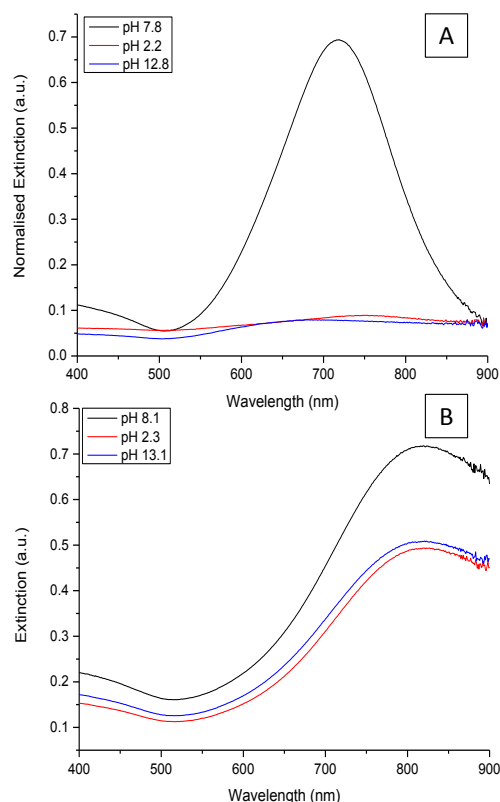 pH 7.8
pH 2.2
pH 12.8
A
Normalised Extinction (a.u.)
0.7
0.6
0.5
0.4
0.3
0.2
0.1
0.0
400 500 600 700 800 900
Wavelength (nm)
pH 8.1
pH 2.3
pH 13.1
B
Extinction (a.u.)
0.8
0.7
0.6
0.5
0.4
0.3
0.2
0.1
400 500 600 700 800 900
Wavelength (nm)